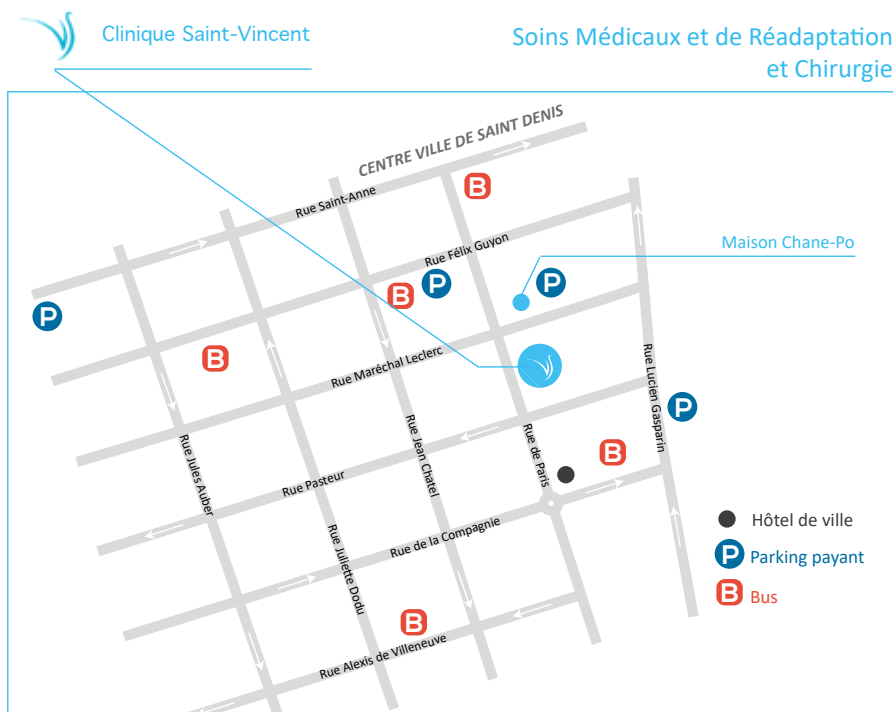 Clinique Saint-Vincent
Soins Médicaux et de Réadaptation
et Chirurgie
CENTRE VILLE DE SAINT DENIS
Rue Saint-Anne
B
Rue Félix Guyon
Maison Chane-Po
P
B
P
P
B
Rue Maréchal Leclerc
Rue Lucien Gasparin
P
Rue Jules Auber
Rue Jean Chatel
Rue de Paris
B
Rue Pasteur
Rue Juliette Dodu
Rue de la Compagnie
Hôtel de ville
P Parking payant
B Bus
B
Rue Alexis de Villeneuve